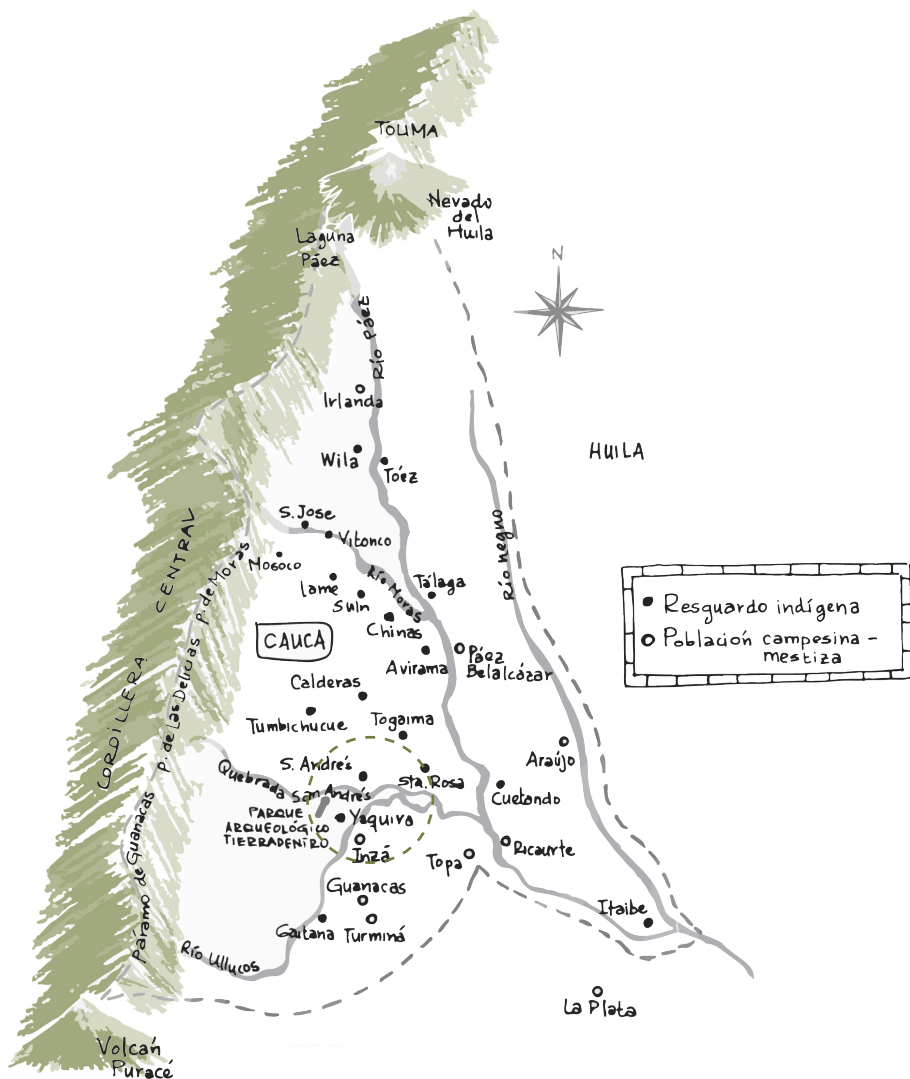 TOLIMA
Nevado
del
Huila
Laguna
Páez
N
Río Páez
Irlanda
HUILA
Wila
Tóez
S. Jose
Vitonco
Río negno
Mosoco
CORDILLERA CENTRAL
P. de Moras
Lame
Río Moras
Tálaga
Suin
Resguardo indígena
Chinas
Población campesina -
mestiza
CAUCA
Avirama
Páez
Belalcázar
P. de Las Delicias
Calderas
Tumbichucue
Togaima
Araújo
S. Andrés
Sta. Rosa
Quebrada San Andrés
Cuetando
PARQUE
ARQUEOLÓGICO
TIERRADENTRO
Yaquiva
Inzá
Ricaurte
Topa
Páramo de Guanacas
Guanacas
Itaibe
Gaitana
Turminá
Río Ullucos
La Plata
Volcán
Puracé